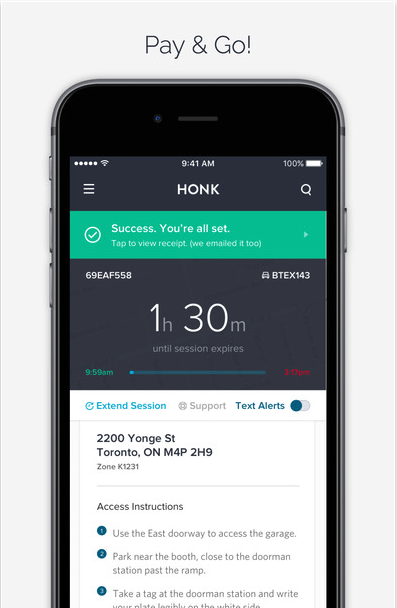 Pay & Go!
9:41 AM
100%
HONK
Success. You're all set.
Tap to view receipt. (we emailed it too)
69EAF558
BTEX143
1h 30m
until session expires
9:59am
3:17pm
Extend Session
Support
Text Alerts
2200 Yonge St
Toronto, ON M4P 2H9
Zone K1231
Access Instructions
1 Use the East doorway to access the garage.
2 Park near the booth, close to the doorman
station past the ramp.
3 Take a tag at the doorman station and write
your plate legibly on the white side